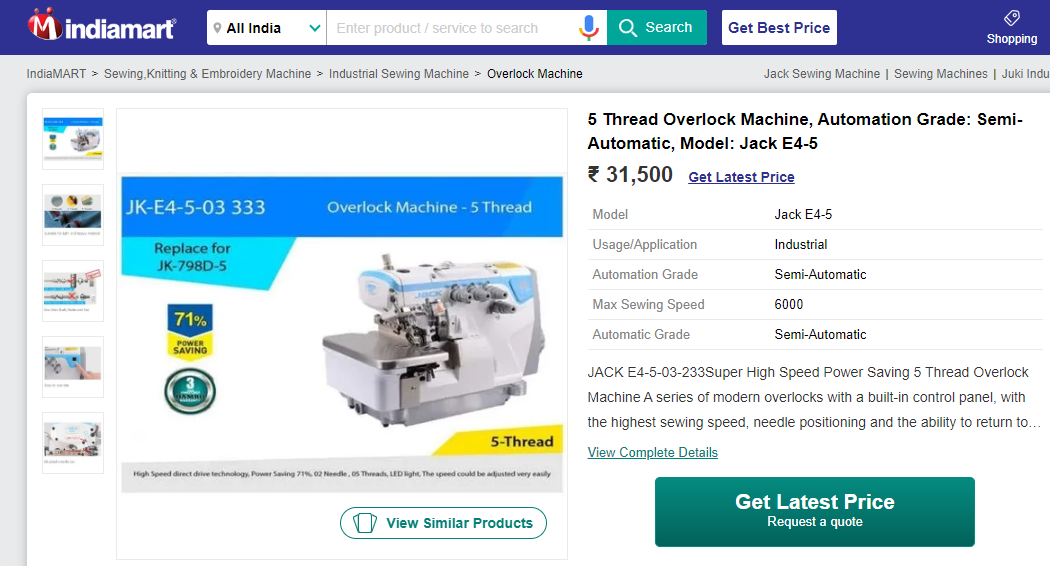 indiamart
All India
Enter product / service to search
Search
Get Best Price
Shopping
IndiaMART > Sewing,Knitting & Embroidery Machine > Industrial Sewing Machine > Overlock Machine
Jack Sewing Machine | Sewing Machines | Juki Indu
JK-E4-5-03 333
Overlock Machine - 5 Thread
Replace for
JK-798D-5
71%
POWER
SAVING
3
JACK
5-Thread
High Speed direct drive technology, Power Saving 71%, 02 Needle , 05 Threads, LED light, The speed could be adjusted very easily
View Similar Products
5 Thread Overlock Machine, Automation Grade: Semi-
Automatic, Model: Jack E4-5
₹ 31,500 Get Latest Price
Model Jack E4-5
Usage/Application Industrial
Automation Grade Semi-Automatic
Max Sewing Speed 6000
Automatic Grade Semi-Automatic
JACK E4-5-03-233Super High Speed Power Saving 5 Thread Overlock
Machine A series of modern overlocks with a built-in control panel, with
the highest sewing speed, needle positioning and the ability to return to...
View Complete Details
Get Latest Price
Request a quote